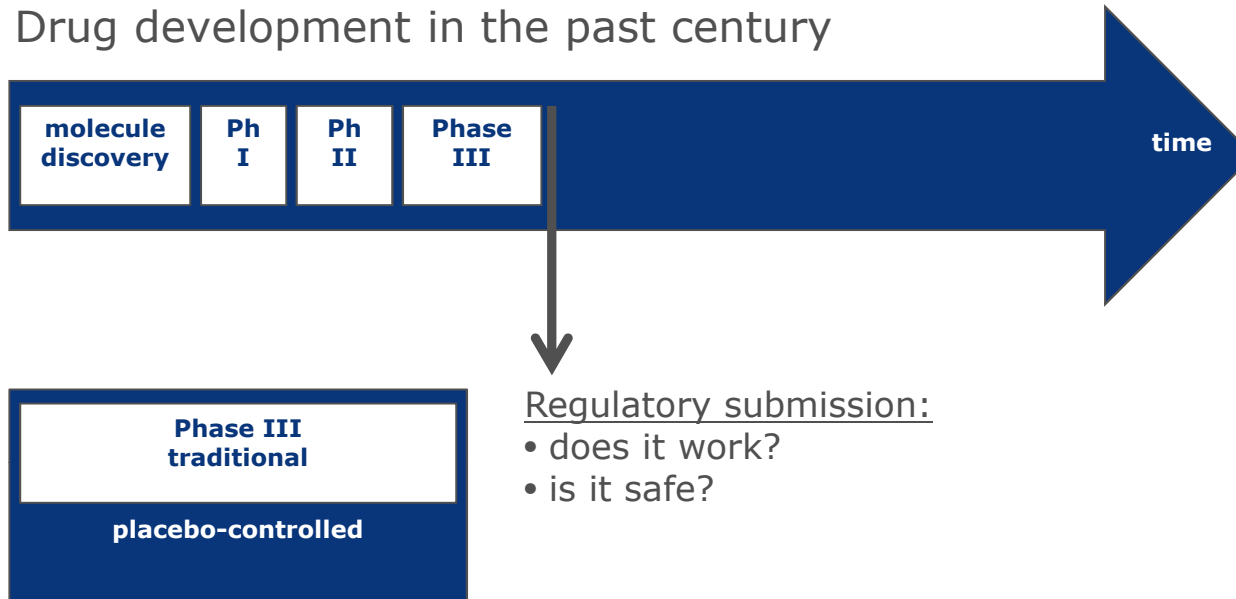 Drug development in the past century
molecule
discovery
Ph
I
Ph
II
Phase
III
time
Phase III
traditional
placebo-controlled
Regulatory submission:
• does it work?
• is it safe?